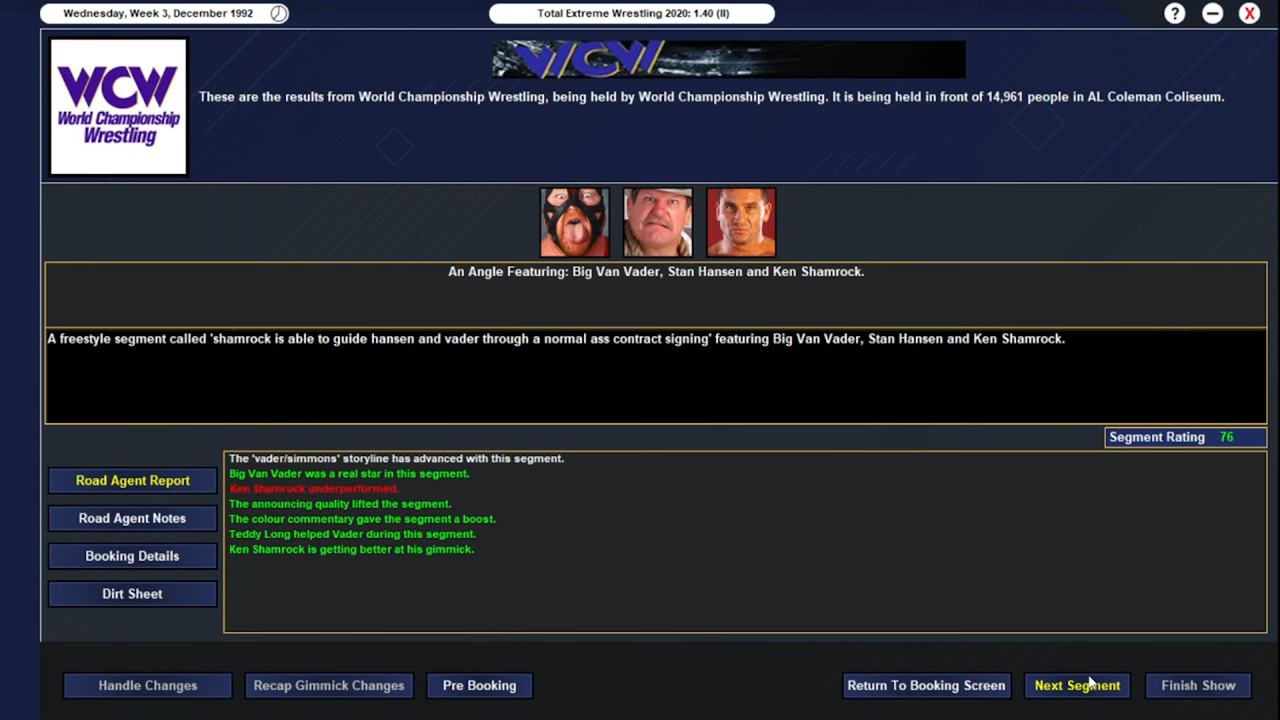 Wednesday, Week 3, December 1992
Total Extreme Wrestling 2020: 1.40 (II)
?
X
WCW
World Championship
Wrestling
WCW
These are the results from World Championship Wrestling, being held by World Championship Wrestling. It is being held in front of 14,961 people in AL Coleman Coliseum.
An Angle Featuring: Big Van Vader, Stan Hansen and Ken Shamrock.
A freestyle segment called 'shamrock is able to guide hansen and vader through a normal ass contract signing' featuring Big Van Vader, Stan Hansen and Ken Shamrock.
Segment Rating 76
Road Agent Report
Road Agent Notes
Booking Details
Dirt Sheet
The 'vader/simmons' storyline has advanced with this segment.
Big Van Vader was a real star in this segment.
Ken Shamrock underperformed.
The announcing quality lifted the segment.
The colour commentary gave the segment a boost.
Teddy Long helped Vader during this segment.
Ken Shamrock is getting better at his gimmick.
Handle Changes
Recap Gimmick Changes
Pre Booking
Return To Booking Screen
Next Segment
Finish Show